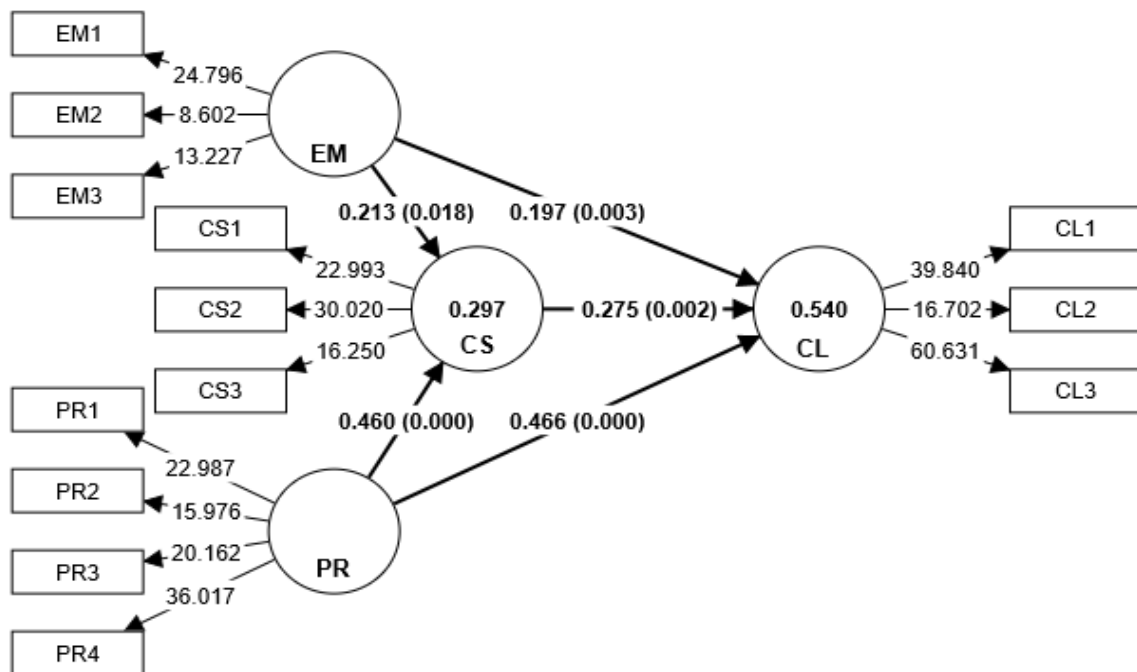 EM1
24.796
EM2
8.602
13.227
EM
EM3
0.213 (0.018)
0.197 (0.003)
CS1
CL1
22.993
39.840
CS2
30.020
0.297
0.275 (0.002)
0.540
16.702
CL2
CS
CL
16.250
60.631
CS3
CL3
PR1
0.460 (0.000)
0.466 (0.000)
22.987
PR2
15.976
20.162
PR3
PR
36.017
PR4